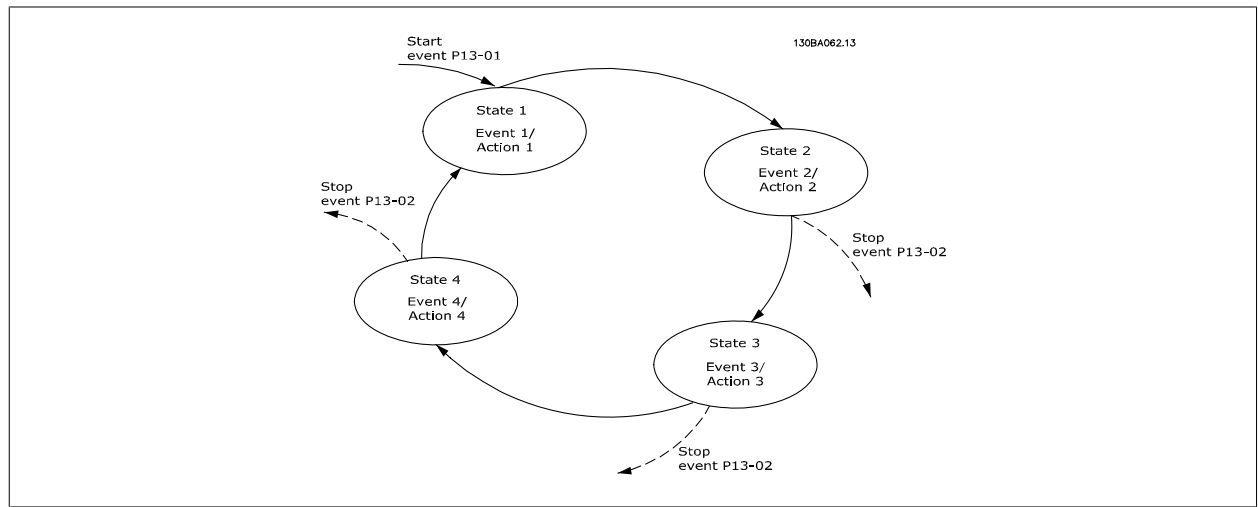 Start
event P13-01
130BA062.13
State 1
Event 1/
Action 1
State 2
Event 2/
Action 2
Stop
event P13-02
Stop
event P13-02
State 4
Event 4/
Action 4
State 3
Event 3/
Action 3
Stop
event P13-02